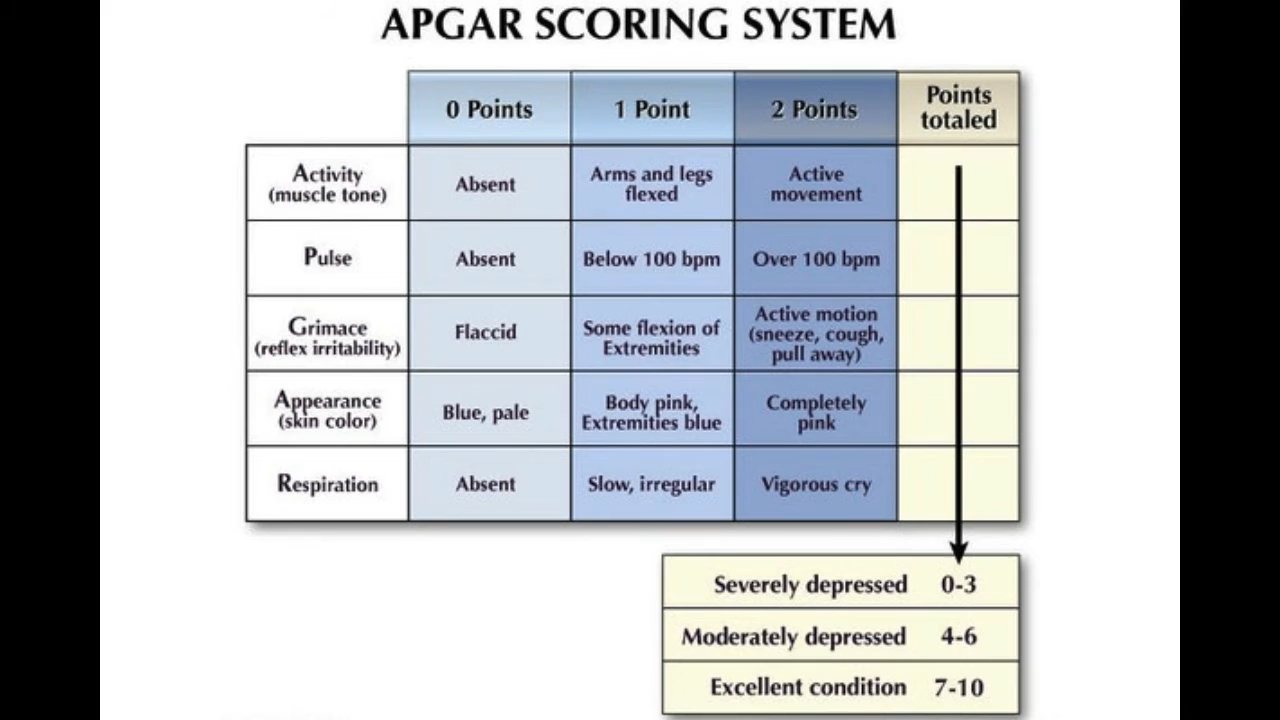 APGAR SCORING SYSTEM
0 Points
1 Point
2 Points
Points
totaled
Activity
(muscle tone)
Absent
Arms and legs
flexed
Active
movement
Pulse
Absent
Below 100 bpm
Over 100 bpm
Grimace
(reflex irritability)
Flaccid
Some flexion of
Extremities
Active motion
(sneeze, cough,
pull away)
Appearance
(skin color)
Blue, pale
Body pink,
Extremities blue
Completely
pink
Respiration
Absent
Slow, irregular
Vigorous cry
Severely depressed 0-3
Moderately depressed 4-6
Excellent condition 7-10